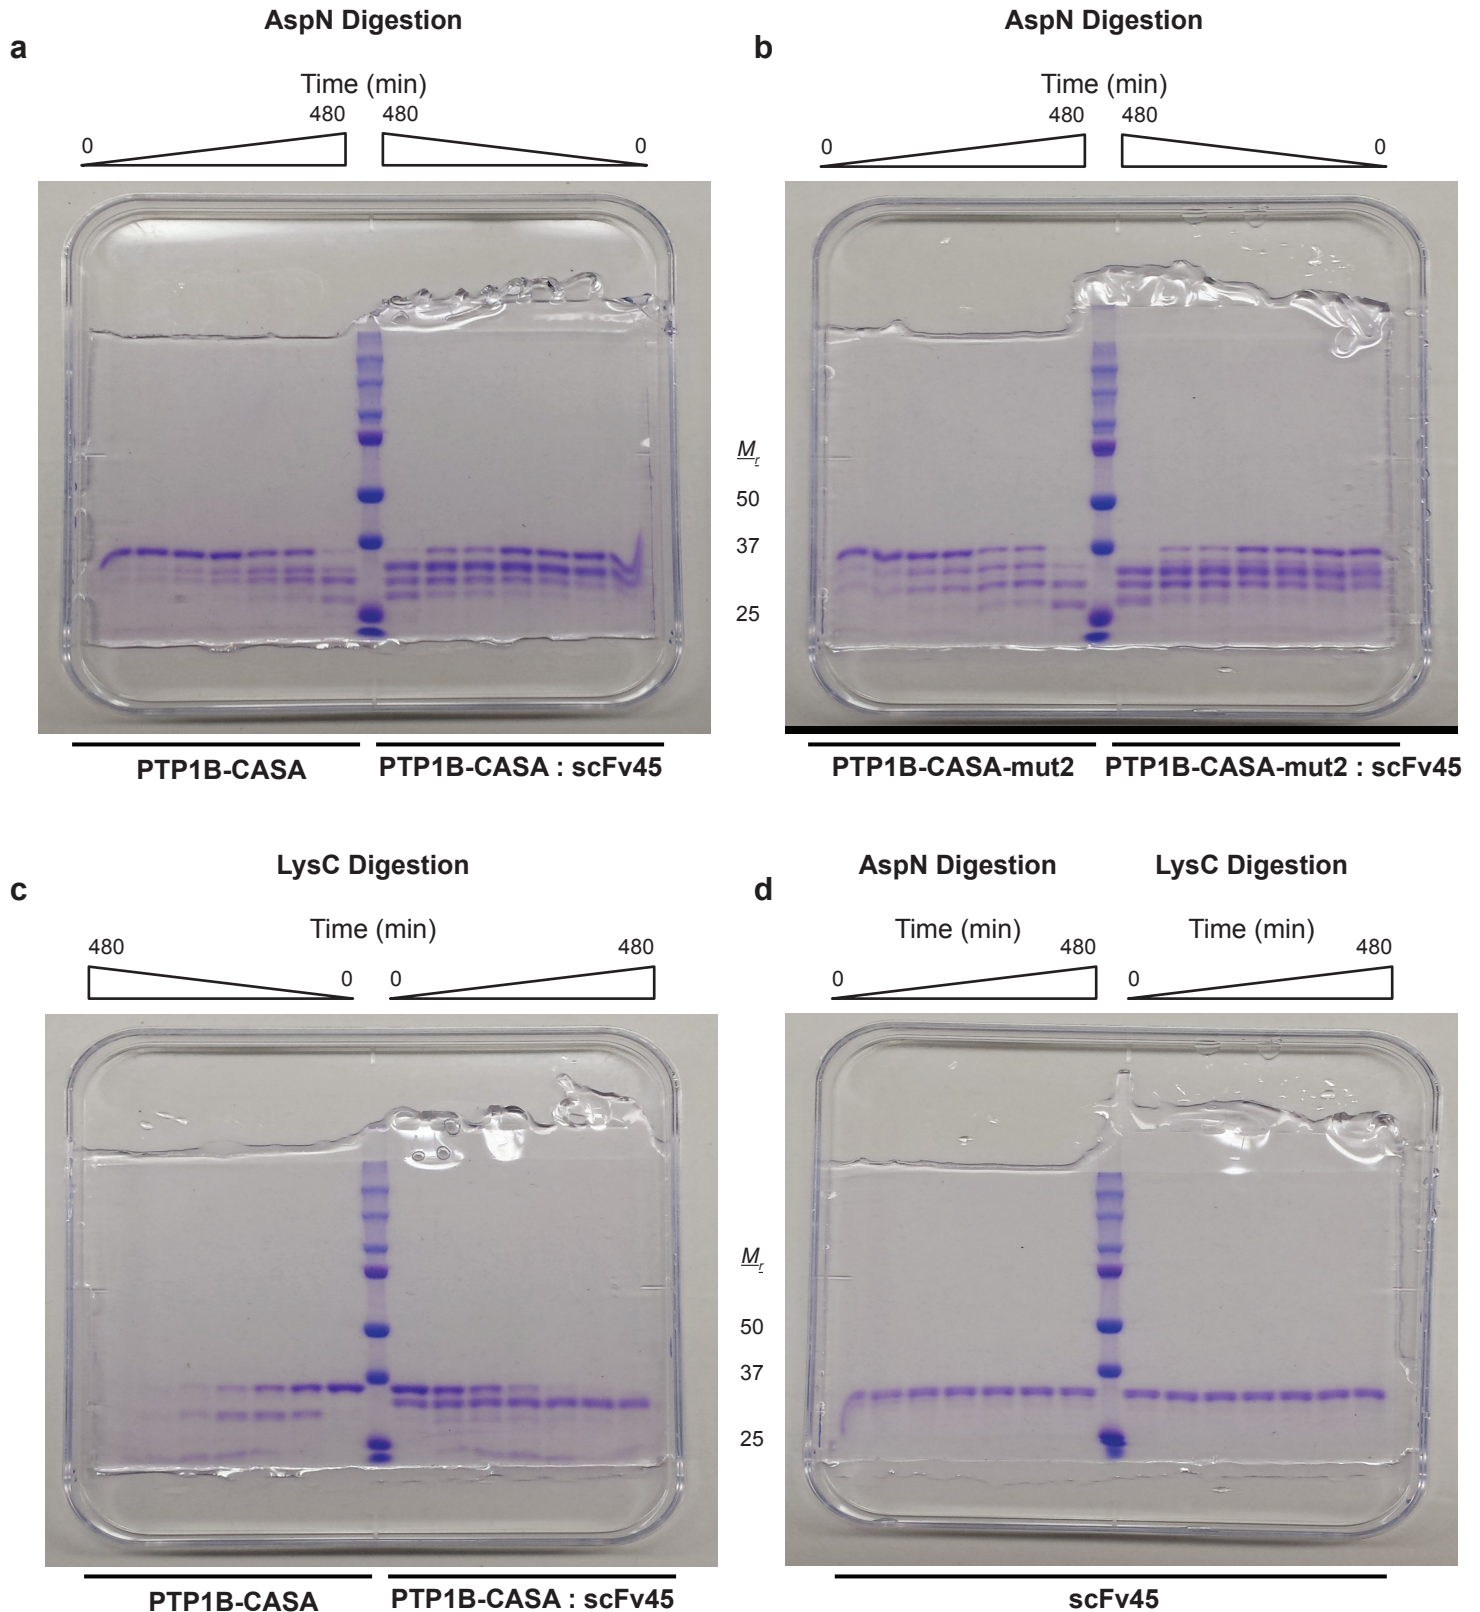 AspN Digestion
a
Time (min)
0
480
480
0
PTP1B-CASA
PTP1B-CASA : scFv45
AspN Digestion
b
Time (min)
0
480
480
0
Mr
50
37
25
PTP1B-CASA-mut2
PTP1B-CASA-mut2 : scFv45
LysC Digestion
c
Time (min)
480
0
0
480
PTP1B-CASA
PTP1B-CASA : scFv45
AspN Digestion
LysC Digestion
d
Time (min)
Time (min)
0
480
0
480
Mr
50
37
25
scFv45